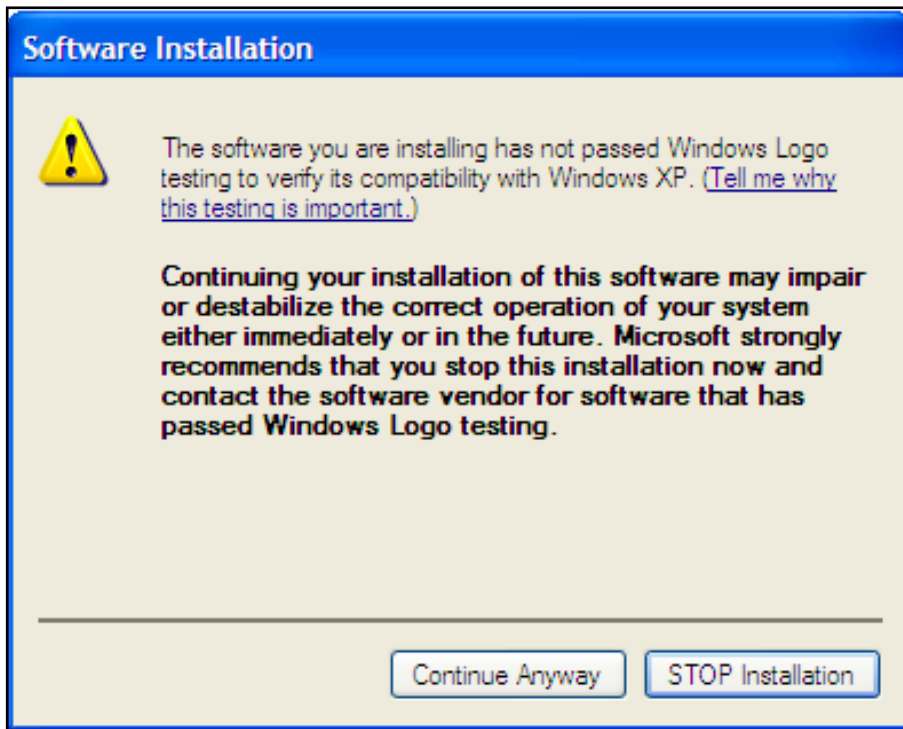 Software Installation
The software you are installing has not passed Windows Logo
testing to verify its compatibility with Windows XP. (Tell me why
this testing is important.)
Continuing your installation of this software may impair
or destabilize the correct operation of your system
either immediately or in the future. Microsoft strongly
recommends that you stop this installation now and
contact the software vendor for software that has
passed Windows Logo testing.
Continue Anyway
STOP Installation